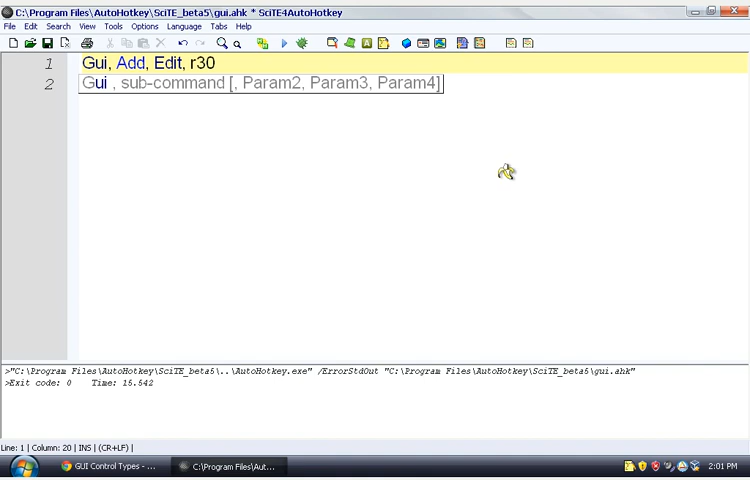 C:\Program Files\AutoHotkey\SciTE_beta5\gui.ahk * SciTE4AutoHotkey
File Edit Search View Tools Options Language Tabs Help
1 Gui, Add, Edit, r30
2 Gui , sub-command [, Param2, Param3, Param4]
>"C:\Program Files\AutoHotkey\SciTE_beta5\..\AutoHotkey.exe" /ErrorStdOut "C:\Program Files\AutoHotkey\SciTE_beta5\gui.ahk"
>Exit code: 0 Time: 15.542
Line: 1 | Column: 20 | INS | (CR+LF) |
GUI Control Types - ... C:\Program Files\Aut... 2:01 PM